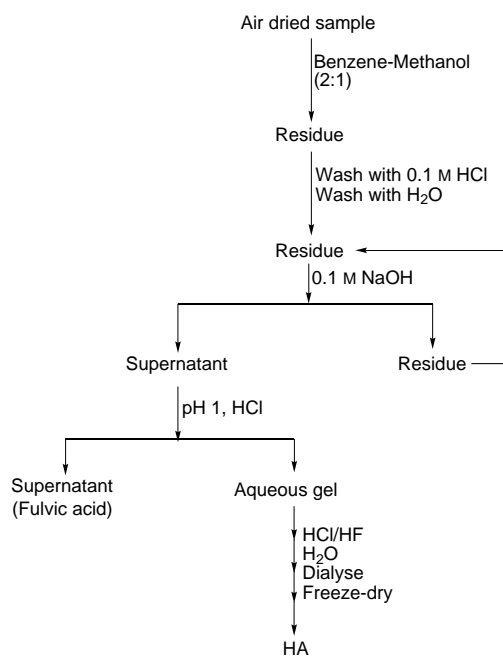 Air dried sample
Benzene-Methanol
(2:1)
Residue
Wash with 0.1 M HCl
Wash with H₂O
Residue
0.1 M NaOH
Supernatant
Residue
pH 1, HCl
Supernatant
(Fulvic acid)
Aqueous gel
HCl/HF
H₂O
Dialyse
Freeze-dry
HA